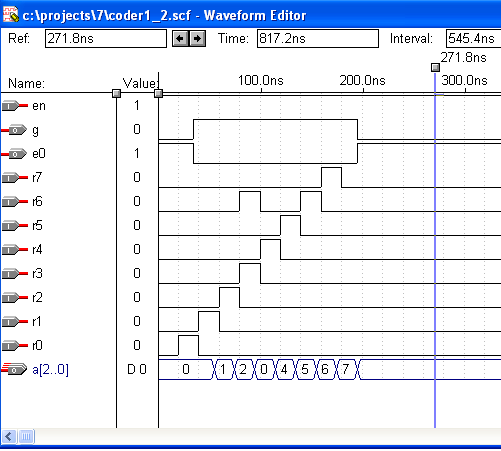 c:\projects\7\coder1_2.scf - Waveform Editor
Ref: 271.8ns Time: 817.2ns Interval: 545.4ns
271.8ns
Name: Value: 100.0ns 200.0ns 300.0ns
en 1
g 0
e0 1
r7 0
r6 0
r5 0
r4 0
r3 0
r2 0
r1 0
r0 0
a[2..0] D 0 0 1 2 0 4 5 6 7